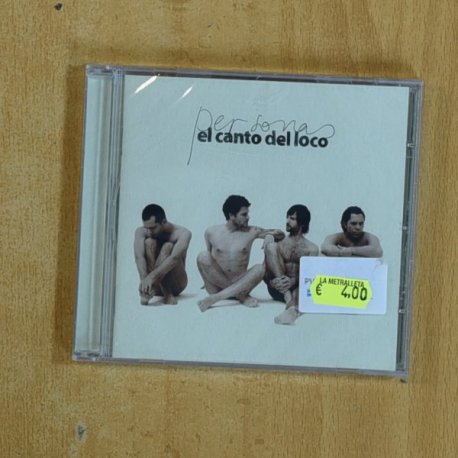 personas
el canto del loco
LA METRALLETA
€ 4,00